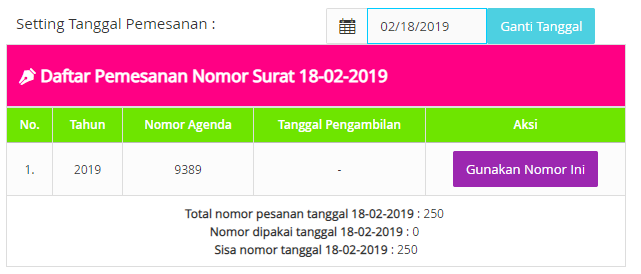 Setting Tanggal Pemesanan :
02/18/2019
Ganti Tanggal
Daftar Pemesanan Nomor Surat 18-02-2019
No. Tahun Nomor Agenda Tanggal Pengambilan Aksi
1. 2019 9389 - Gunakan Nomor Ini
Total nomor pesanan tanggal 18-02-2019 : 250
Nomor dipakai tanggal 18-02-2019 : 0
Sisa nomor tanggal 18-02-2019 : 250